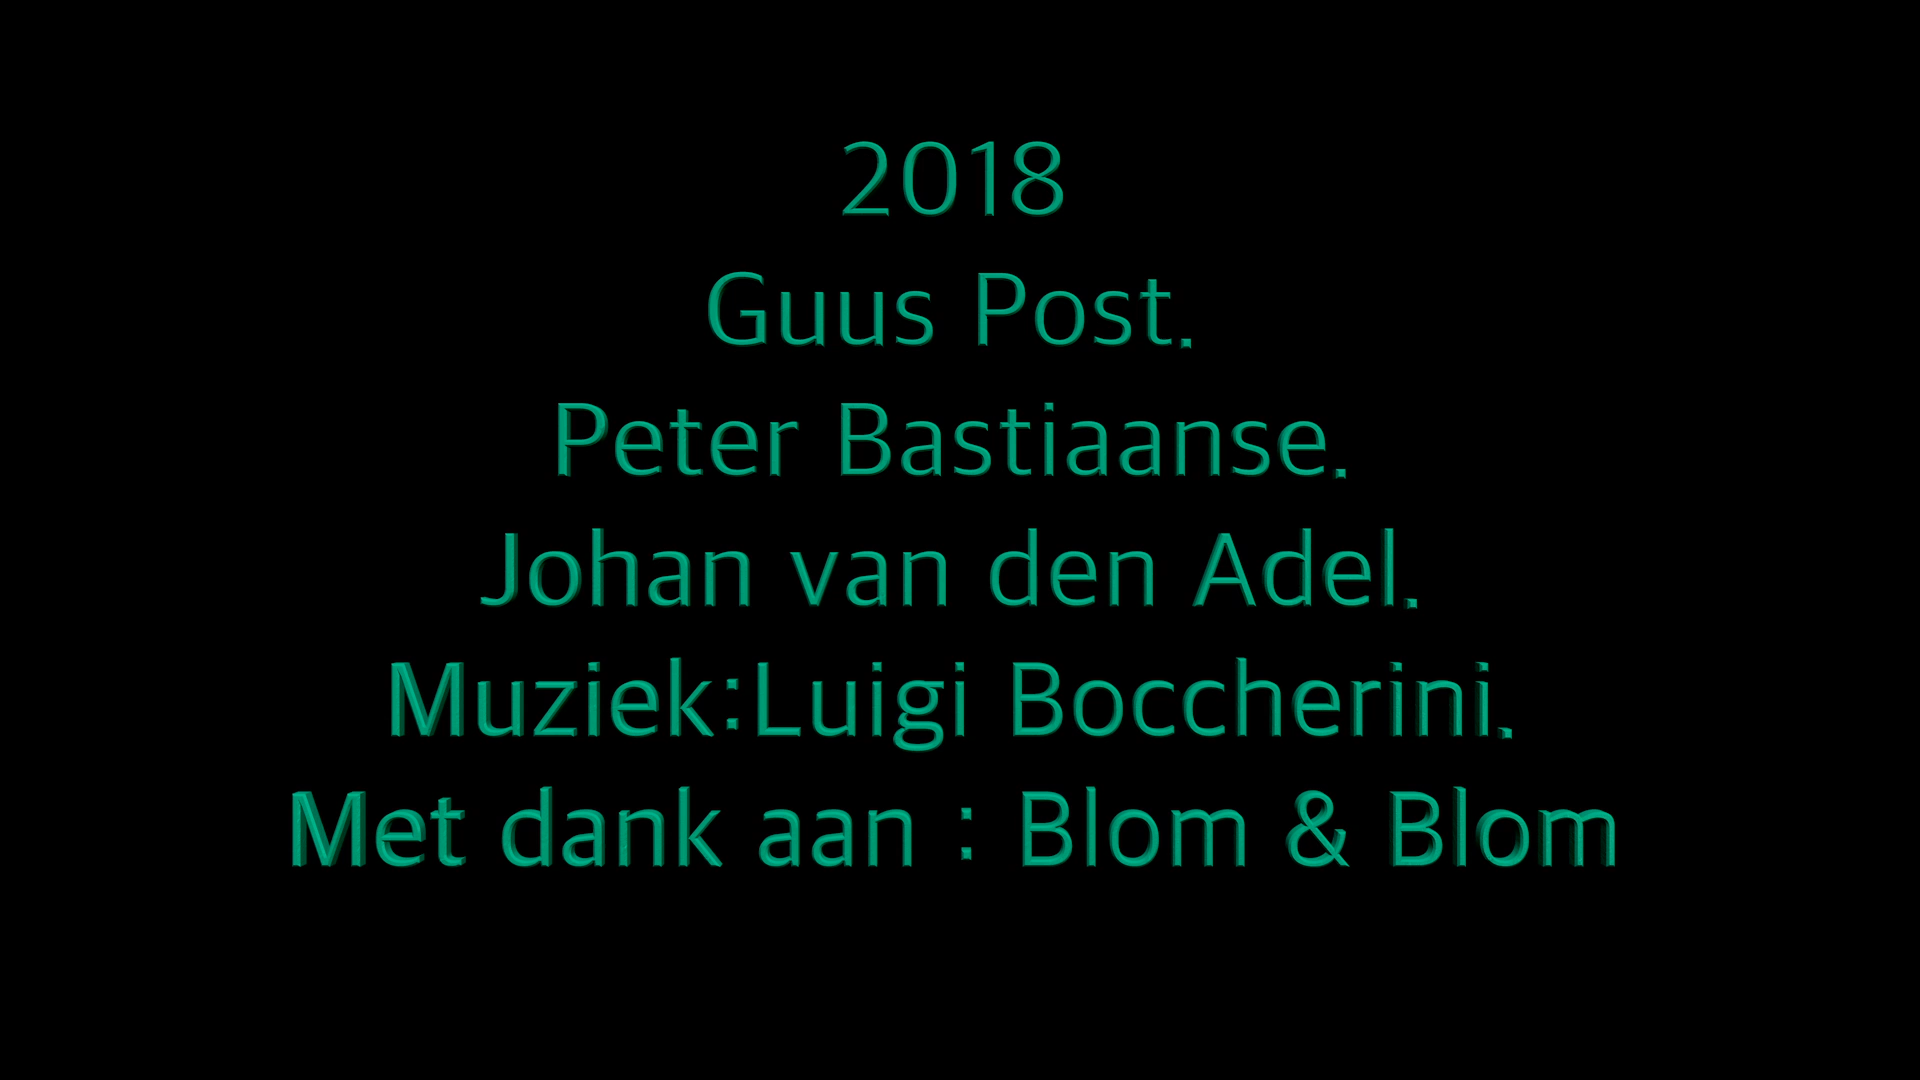 2018
Guus Post.
Peter Bastiaanse.
Johan van den Adel.
Muziek:Luigi Boccherini.
Met dank aan : Blom & Blom